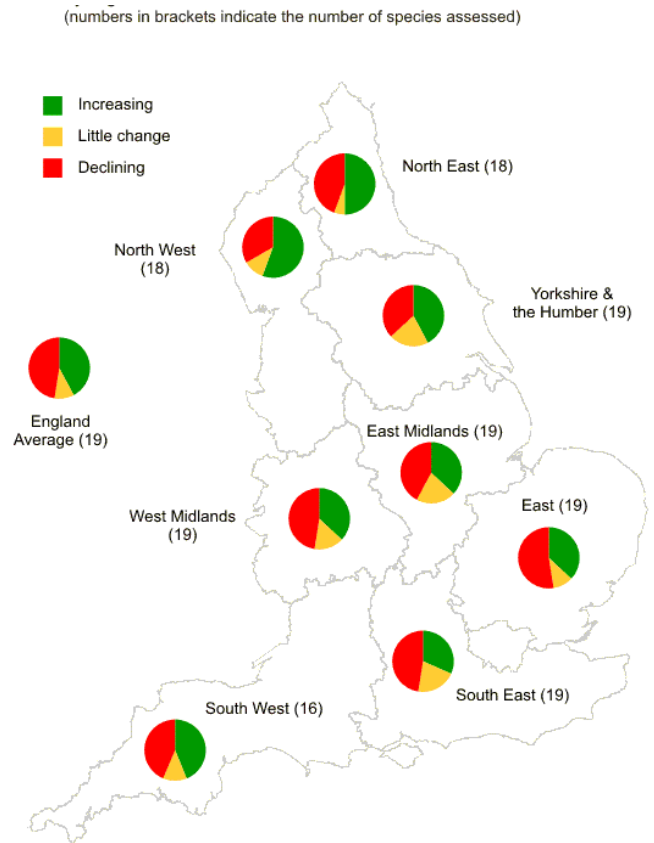 (numbers in brackets indicate the number of species assessed)
Increasing
Little change
Declining
North East (18)
North West
(18)
Yorkshire &
the Humber (19)
England
Average (19)
East Midlands (19)
West Midlands
(19)
East (19)
South East (19)
South West (16)